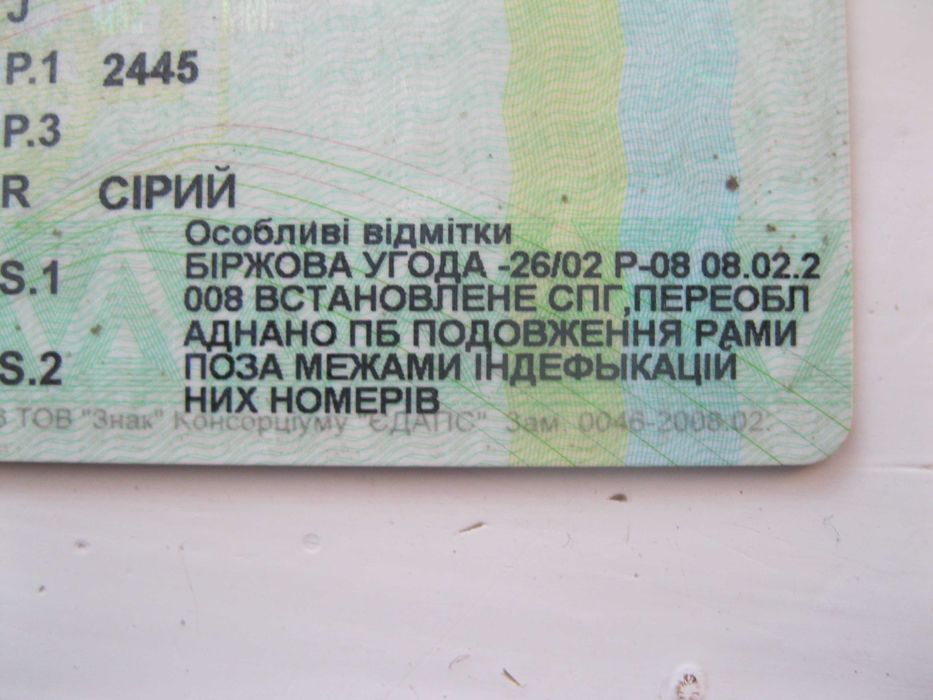 J
P.1 2445
P.3
R СІРИЙ
Особливі відмітки
S.1 БІРЖОВА УГОДА -26/02 Р-08 08.02.2
008 ВСТАНОВЛЕНЕ СПГ,ПЕРЕОБЛ
АДНАНО ПБ ПОДОВЖЕННЯ РАМИ
S.2 ПОЗА МЕЖАМИ ІНДЕФЫКАЦІЙ
НИХ НОМЕРІВ
6 ТОВ "Знак" Консорціуму "ЄДАПС" Зам. 0046-2008.02.